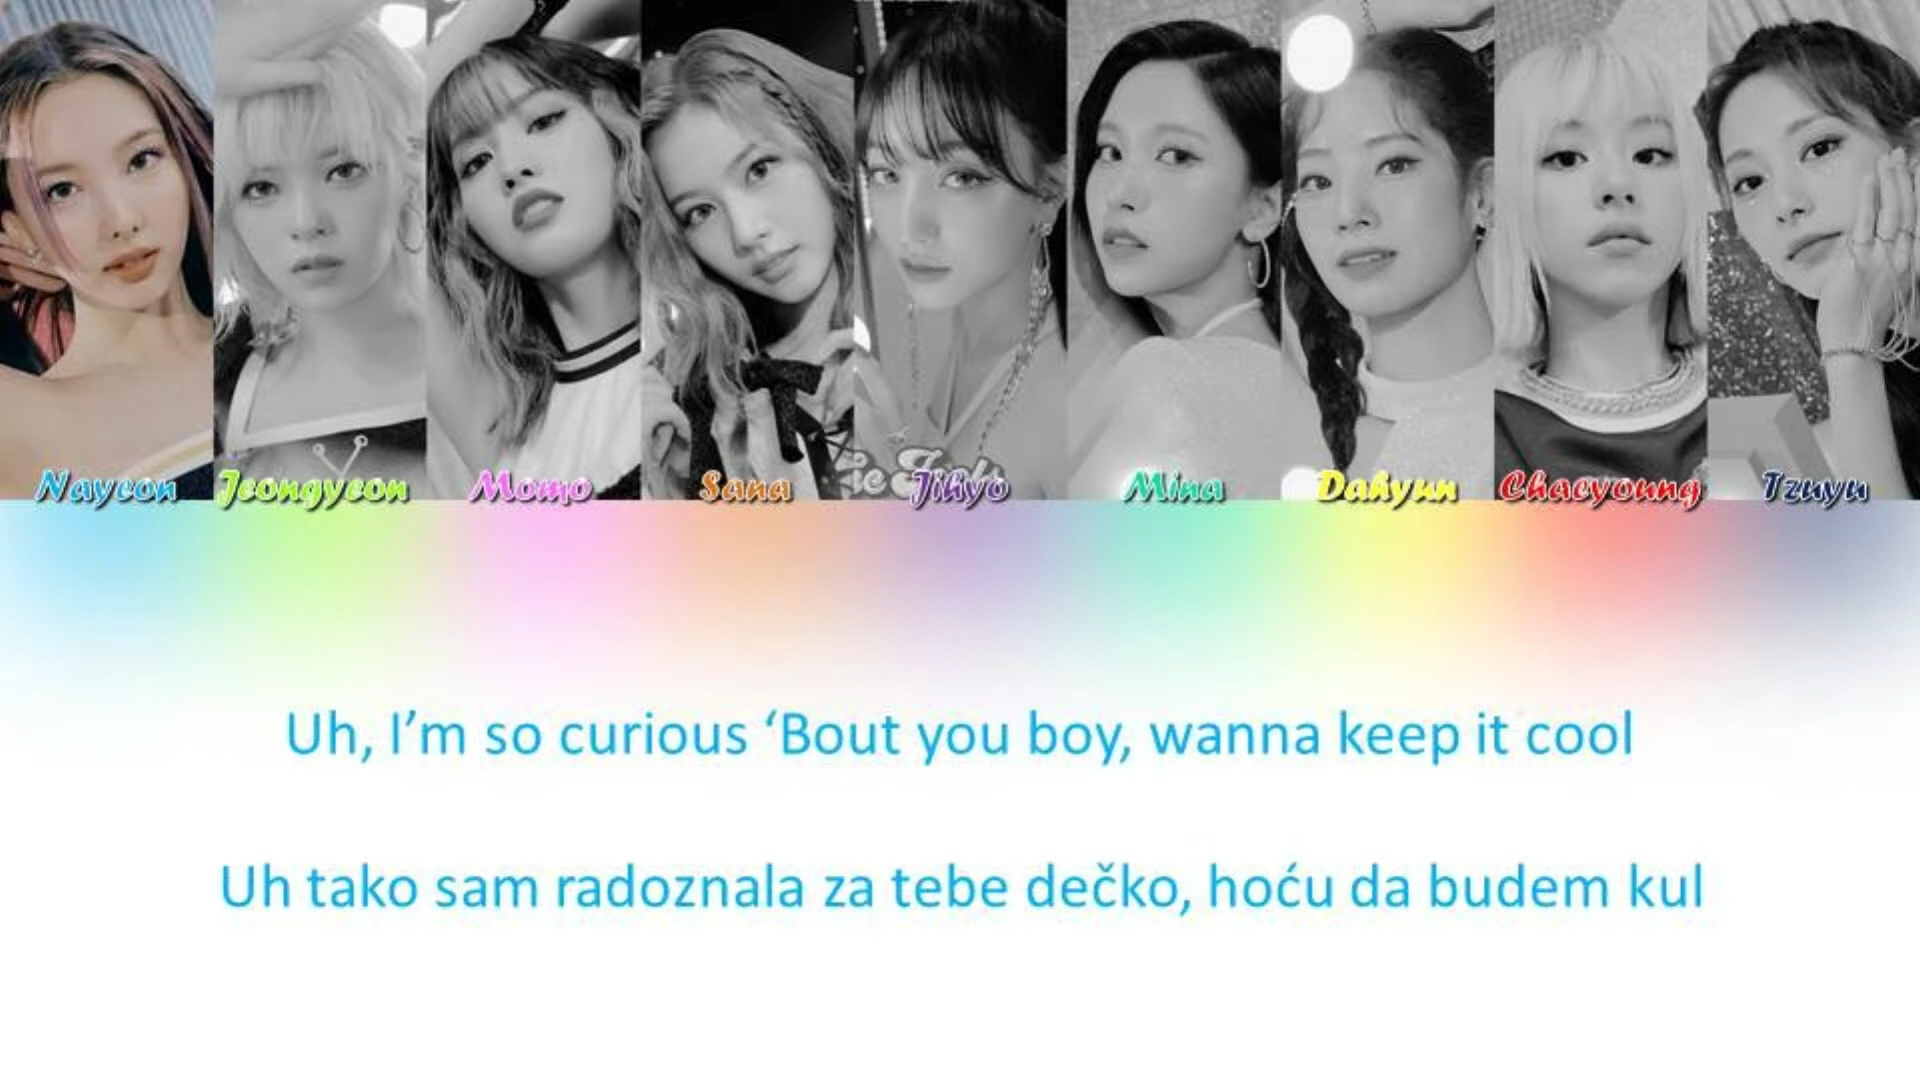 Nayeon Jeongyeon Momo Sana Jihyo Mina Dahyun Chaeyoung Tzuyu
Uh, I’m so curious ‘Bout you boy, wanna keep it cool
Uh tako sam radoznala za tebe dečko, hoću da budem kul